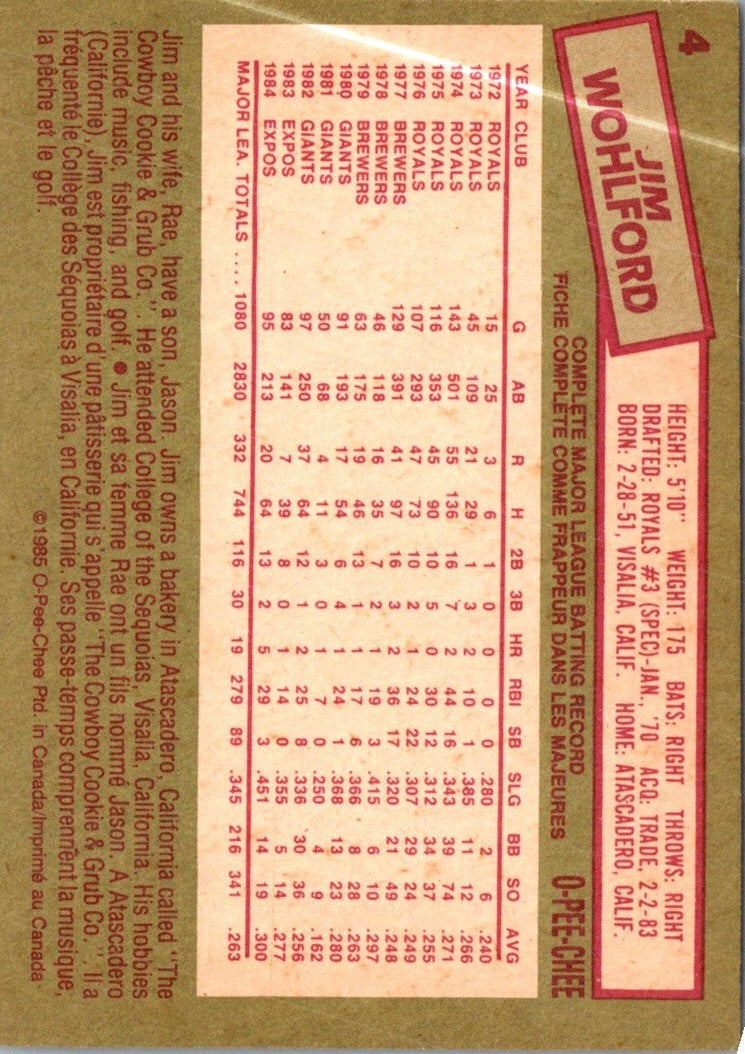 4
JIM
WOHLFORD
HEIGHT: 5'10" WEIGHT: 175 BATS: RIGHT THROWS: RIGHT
DRAFTED: ROYALS #3 (SPEC)-JAN., '70 ACQ: TRADE, 2-2-83
BORN: 2-28-51, VISALIA, CALIF. HOME: ATASCADERO, CALIF.
COMPLETE MAJOR LEAGUE BATTING RECORD
FICHE COMPLETE COMME FRAPPEUR DANS LES MAJEURES
O-PEE-CHEE
YEAR CLUB G AB R H 2B 3B HR RBI SB SLG BB SO AVG
1972 ROYALS 15 25 3 6 1 0 0 0 0 .280 2 6 .240
1973 ROYALS 45 109 21 29 1 3 2 10 1 .385 11 12 .266
1974 ROYALS 143 501 55 136 16 7 2 44 16 .343 39 74 .271
1975 ROYALS 116 353 45 90 10 5 0 30 12 .312 34 37 .255
1976 ROYALS 107 293 47 73 10 2 1 24 22 .307 29 24 .249
1977 BREWERS 129 391 41 97 16 3 2 36 17 .320 21 49 .248
1978 BREWERS 46 118 16 35 7 2 1 19 3 .415 6 10 .297
1979 BREWERS 63 175 19 46 13 1 1 17 6 .366 8 28 .263
1980 GIANTS 91 193 17 54 6 4 1 24 1 .368 13 23 .280
1981 GIANTS 50 68 4 11 3 0 1 7 0 .250 4 9 .162
1982 GIANTS 97 250 37 64 12 1 2 25 8 .336 30 36 .256
1983 EXPOS 83 141 7 39 8 0 1 14 0 .355 5 14 .277
1984 EXPOS 95 213 20 64 13 2 5 29 3 .451 14 19 .300
MAJOR LEA. TOTALS .... 1080 2830 332 744 116 30 19 279 89 .345 216 341 .263
Jim and his wife, Rae, have a son, Jason. Jim owns a bakery in Atascadero, California called "The
Cowboy Cookie & Grub Co.". He attended College of the Sequoias, Visalia, California. His hobbies
include music, fishing, and golf. ● Jim et sa femme Rae ont un fils nommé Jason. A Atascadero
(Californie), Jim est propriétaire d'une pâtisserie qui s'appelle "The Cowboy Cookie & Grub Co.". Il a
fréquenté le Collège des Séquoias à Visalia, en Californie. Ses passe-temps comprennent la musique,
la pêche et le golf.
©1985 O-Pee-Chee Ptd. in Canada/Imprimé au Canada